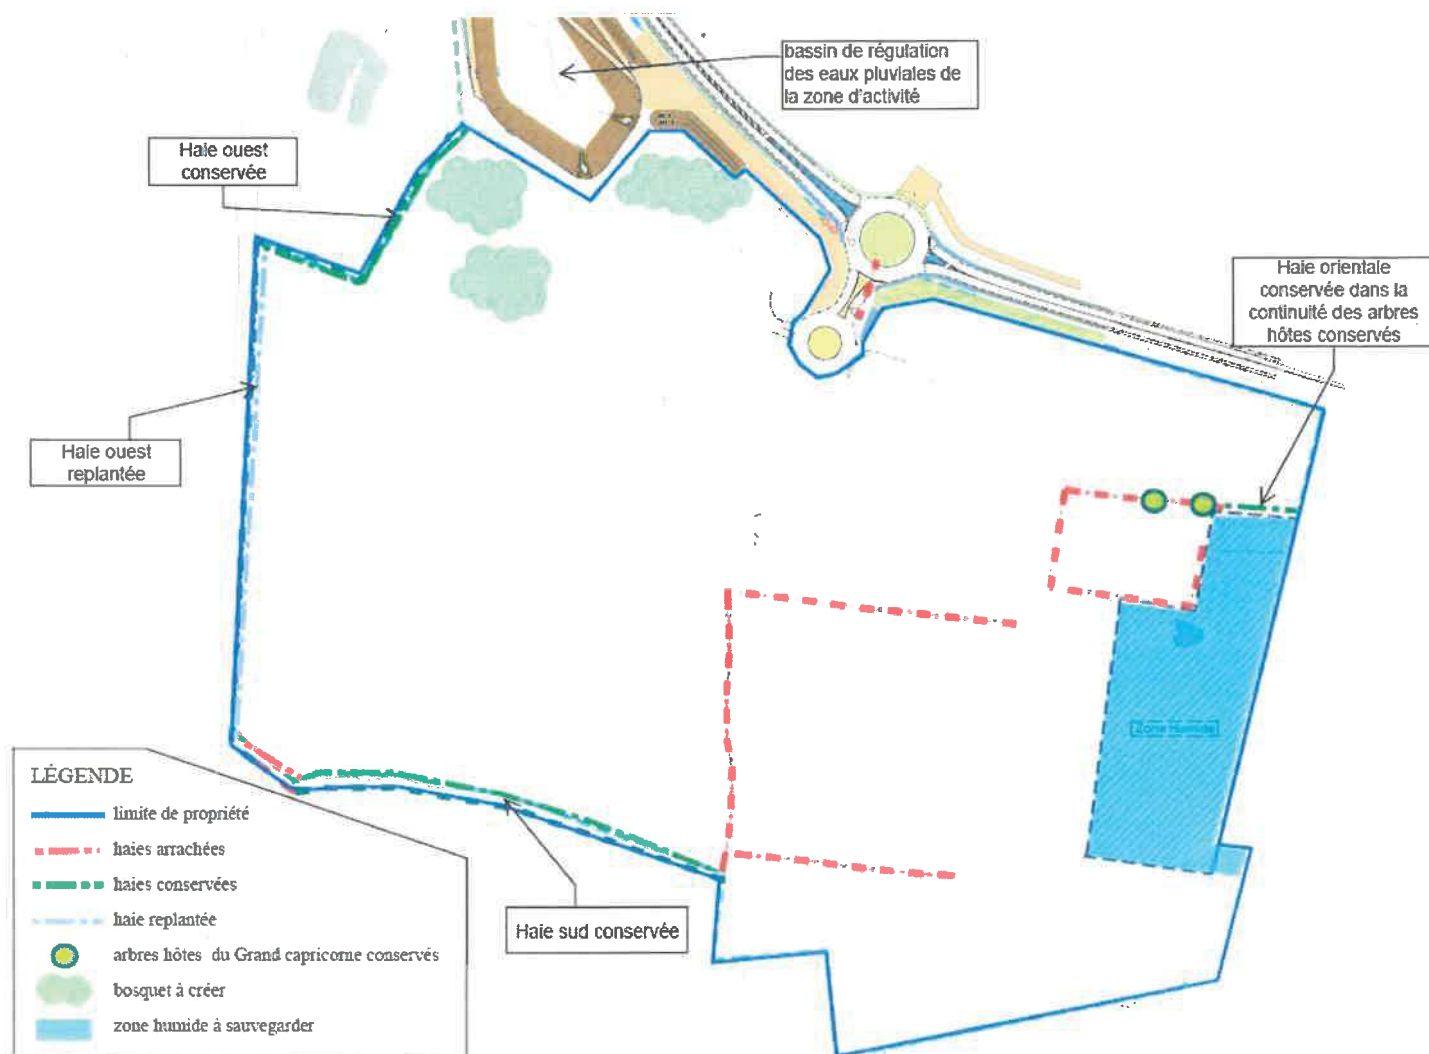 bassin de régulation
des eaux pluviales de
la zone d'activité
Haie ouest
conservée
Haie orientale
conservée dans la
continuité des arbres
hôtes conservés
Haie ouest
replantée
Zone Humide
Haie sud conservée
LÉGENDE
limite de propriété
haies arrachées
haies conservées
haie replantée
arbres hôtes du Grand capricorne conservés
bosquet à créer
zone humide à sauvegarder